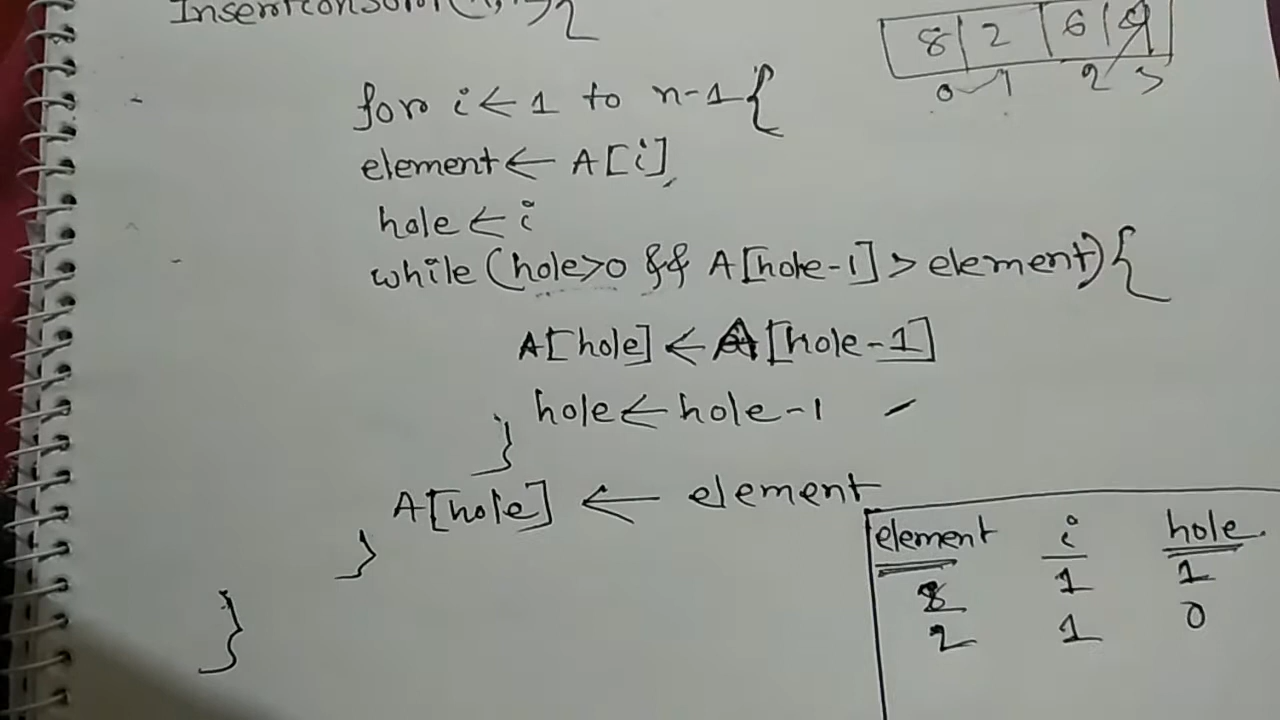 8 2 6 9
0 1 2 3
for i ← 1 to n-1{
element ← A[i]
hole ← i
while (hole>0 && A[hole-1] > element) {
A[hole] ← A[hole-1]
hole ← hole-1
}
A[hole] ← element
}
}
element i hole
8 1 1
2 1 0